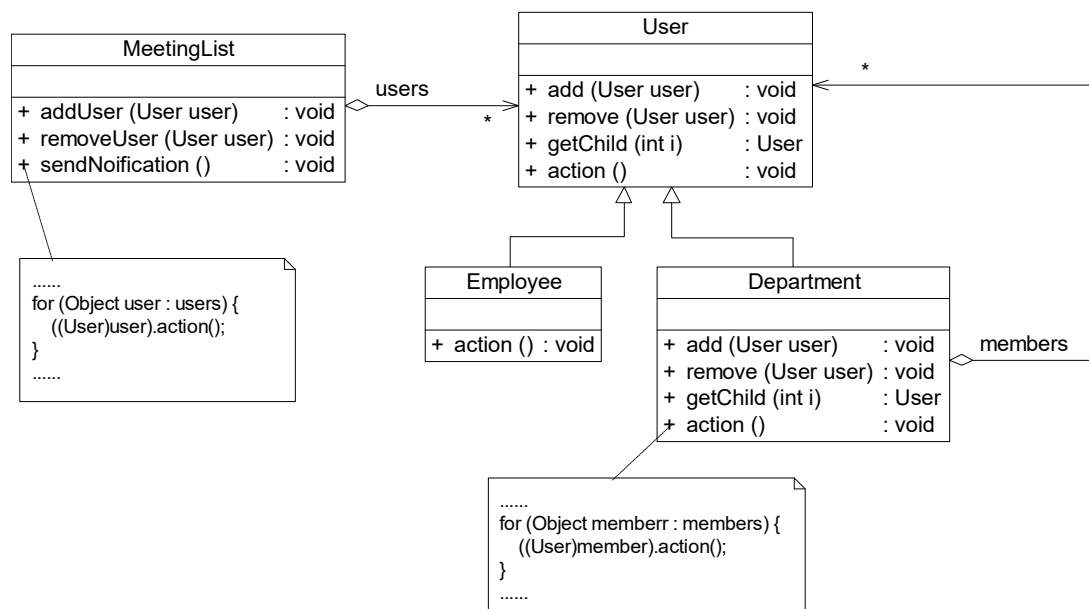 MeetingList
+ addUser (User user) : void
+ removeUser (User user) : void
+ sendNoification () : void
users
*
User
+ add (User user) : void
+ remove (User user) : void
+ getChild (int i) : User
+ action () : void
*
......
for (Object user : users) {
((User)user).action();
}
......
Employee
+ action () : void
Department
+ add (User user) : void
+ remove (User user) : void
+ getChild (int i) : User
+ action () : void
members
......
for (Object memberr : members) {
((User)member).action();
}
......